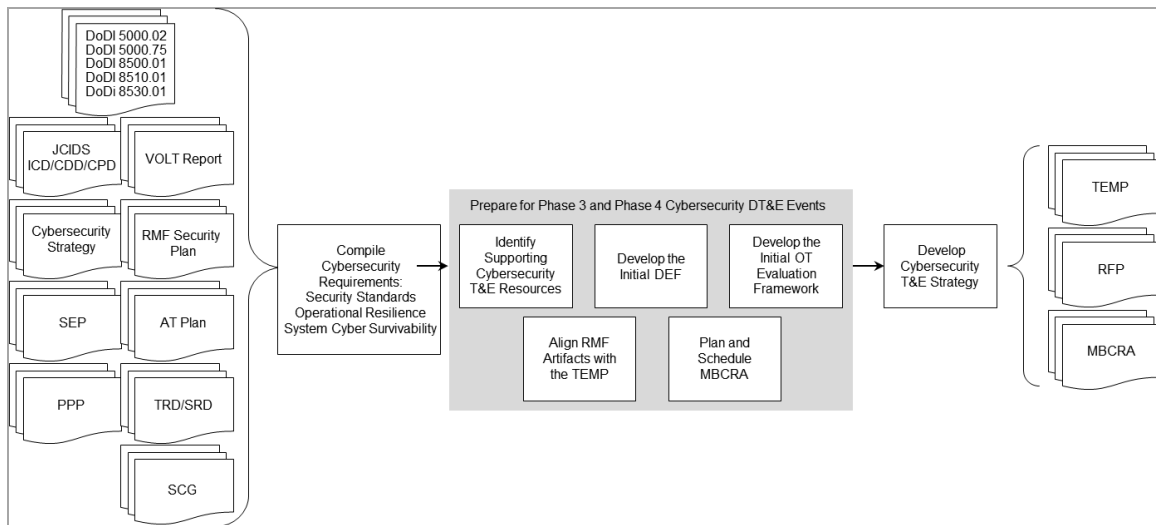 DoDI 5000.02
DoDI 5000.75
DoDI 8500.01
DoDI 8510.01
DoDi 8530.01
JCIDS
ICD/CDD/CPD
VOLT Report
Cybersecurity
Strategy
RMF Security
Plan
SEP
AT Plan
PPP
TRD/SRD
SCG
Compile
Cybersecurity
Requirements:
Security Standards
Operational Resilience
System Cyber Survivability
Prepare for Phase 3 and Phase 4 Cybersecurity DT&E Events
Identify
Supporting
Cybersecurity
T&E Resources
Develop the
Initial DEF
Develop the
Initial OT
Evaluation
Framework
Align RMF
Artifacts with
the TEMP
Plan and
Schedule
MBCRA
Develop
Cybersecurity
T&E Strategy
TEMP
RFP
MBCRA